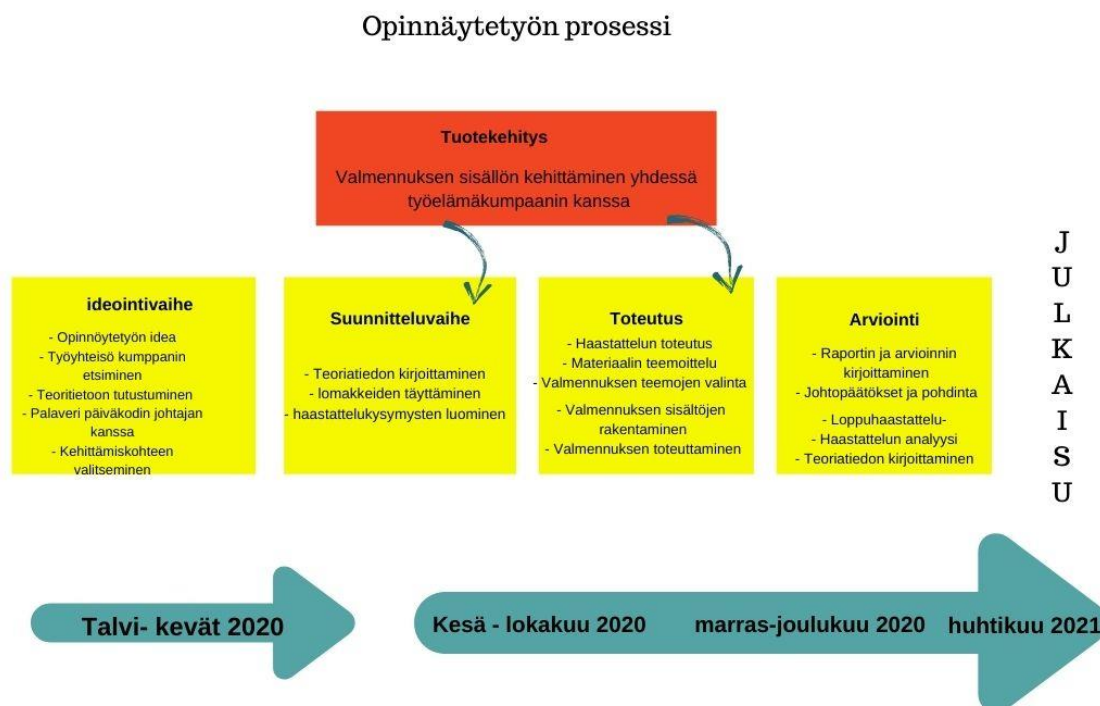 Opinnäytetyön prosessi
Tuotekehitys
Valmennuksen sisällön kehittäminen yhdessä
työelämäkumpaanin kanssa
ideointivaihe
- Opinnöytetyön idea
- Työyhteisö kumppanin
etsiminen
- Teoritietoon tutustuminen
- Palaveri päiväkodin johtajan
kanssa
- Kehittämiskohteen
valitseminen
Suunnitteluvaihe
- Teoriatiedon kirjoittaminen
- lomakkeiden täyttäminen
- haastattelukysymysten luominen
Toteutus
- Haastattelun toteutus
- Materiaalin teemoittelu
- Valmennuksen teemojen valinta
- Valmennuksen sisältöjen
rakentaminen
- Valmennuksen toteuttaminen
Arviointi
- Raportin ja arvioinnin
kirjoittaminen
- Johtopäätökset ja pohdinta
- Loppuhaastattelu-
- Haastattelun analyysi
- Teoriatiedon kirjoittaminen
J
U
L
K
A
I
S
U
Talvi- kevät 2020
Kesä - lokakuu 2020
marras-joulukuu 2020
huhtikuu 2021